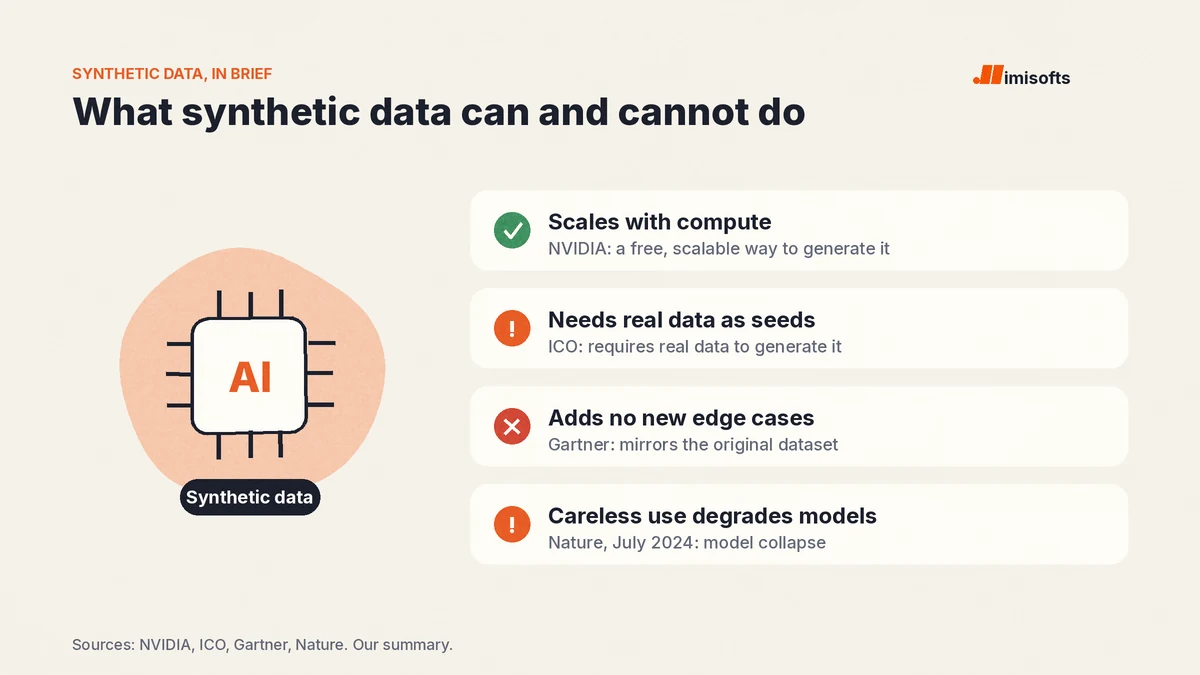 SYNTHETIC DATA, IN BRIEF
What synthetic data can and cannot do
imisofts
AI
Synthetic data
Scales with compute
NVIDIA: a free, scalable way to generate it
Needs real data as seeds
ICO: requires real data to generate it
Adds no new edge cases
Gartner: mirrors the original dataset
Careless use degrades models
Nature, July 2024: model collapse
Sources: NVIDIA, ICO, Gartner, Nature. Our summary.